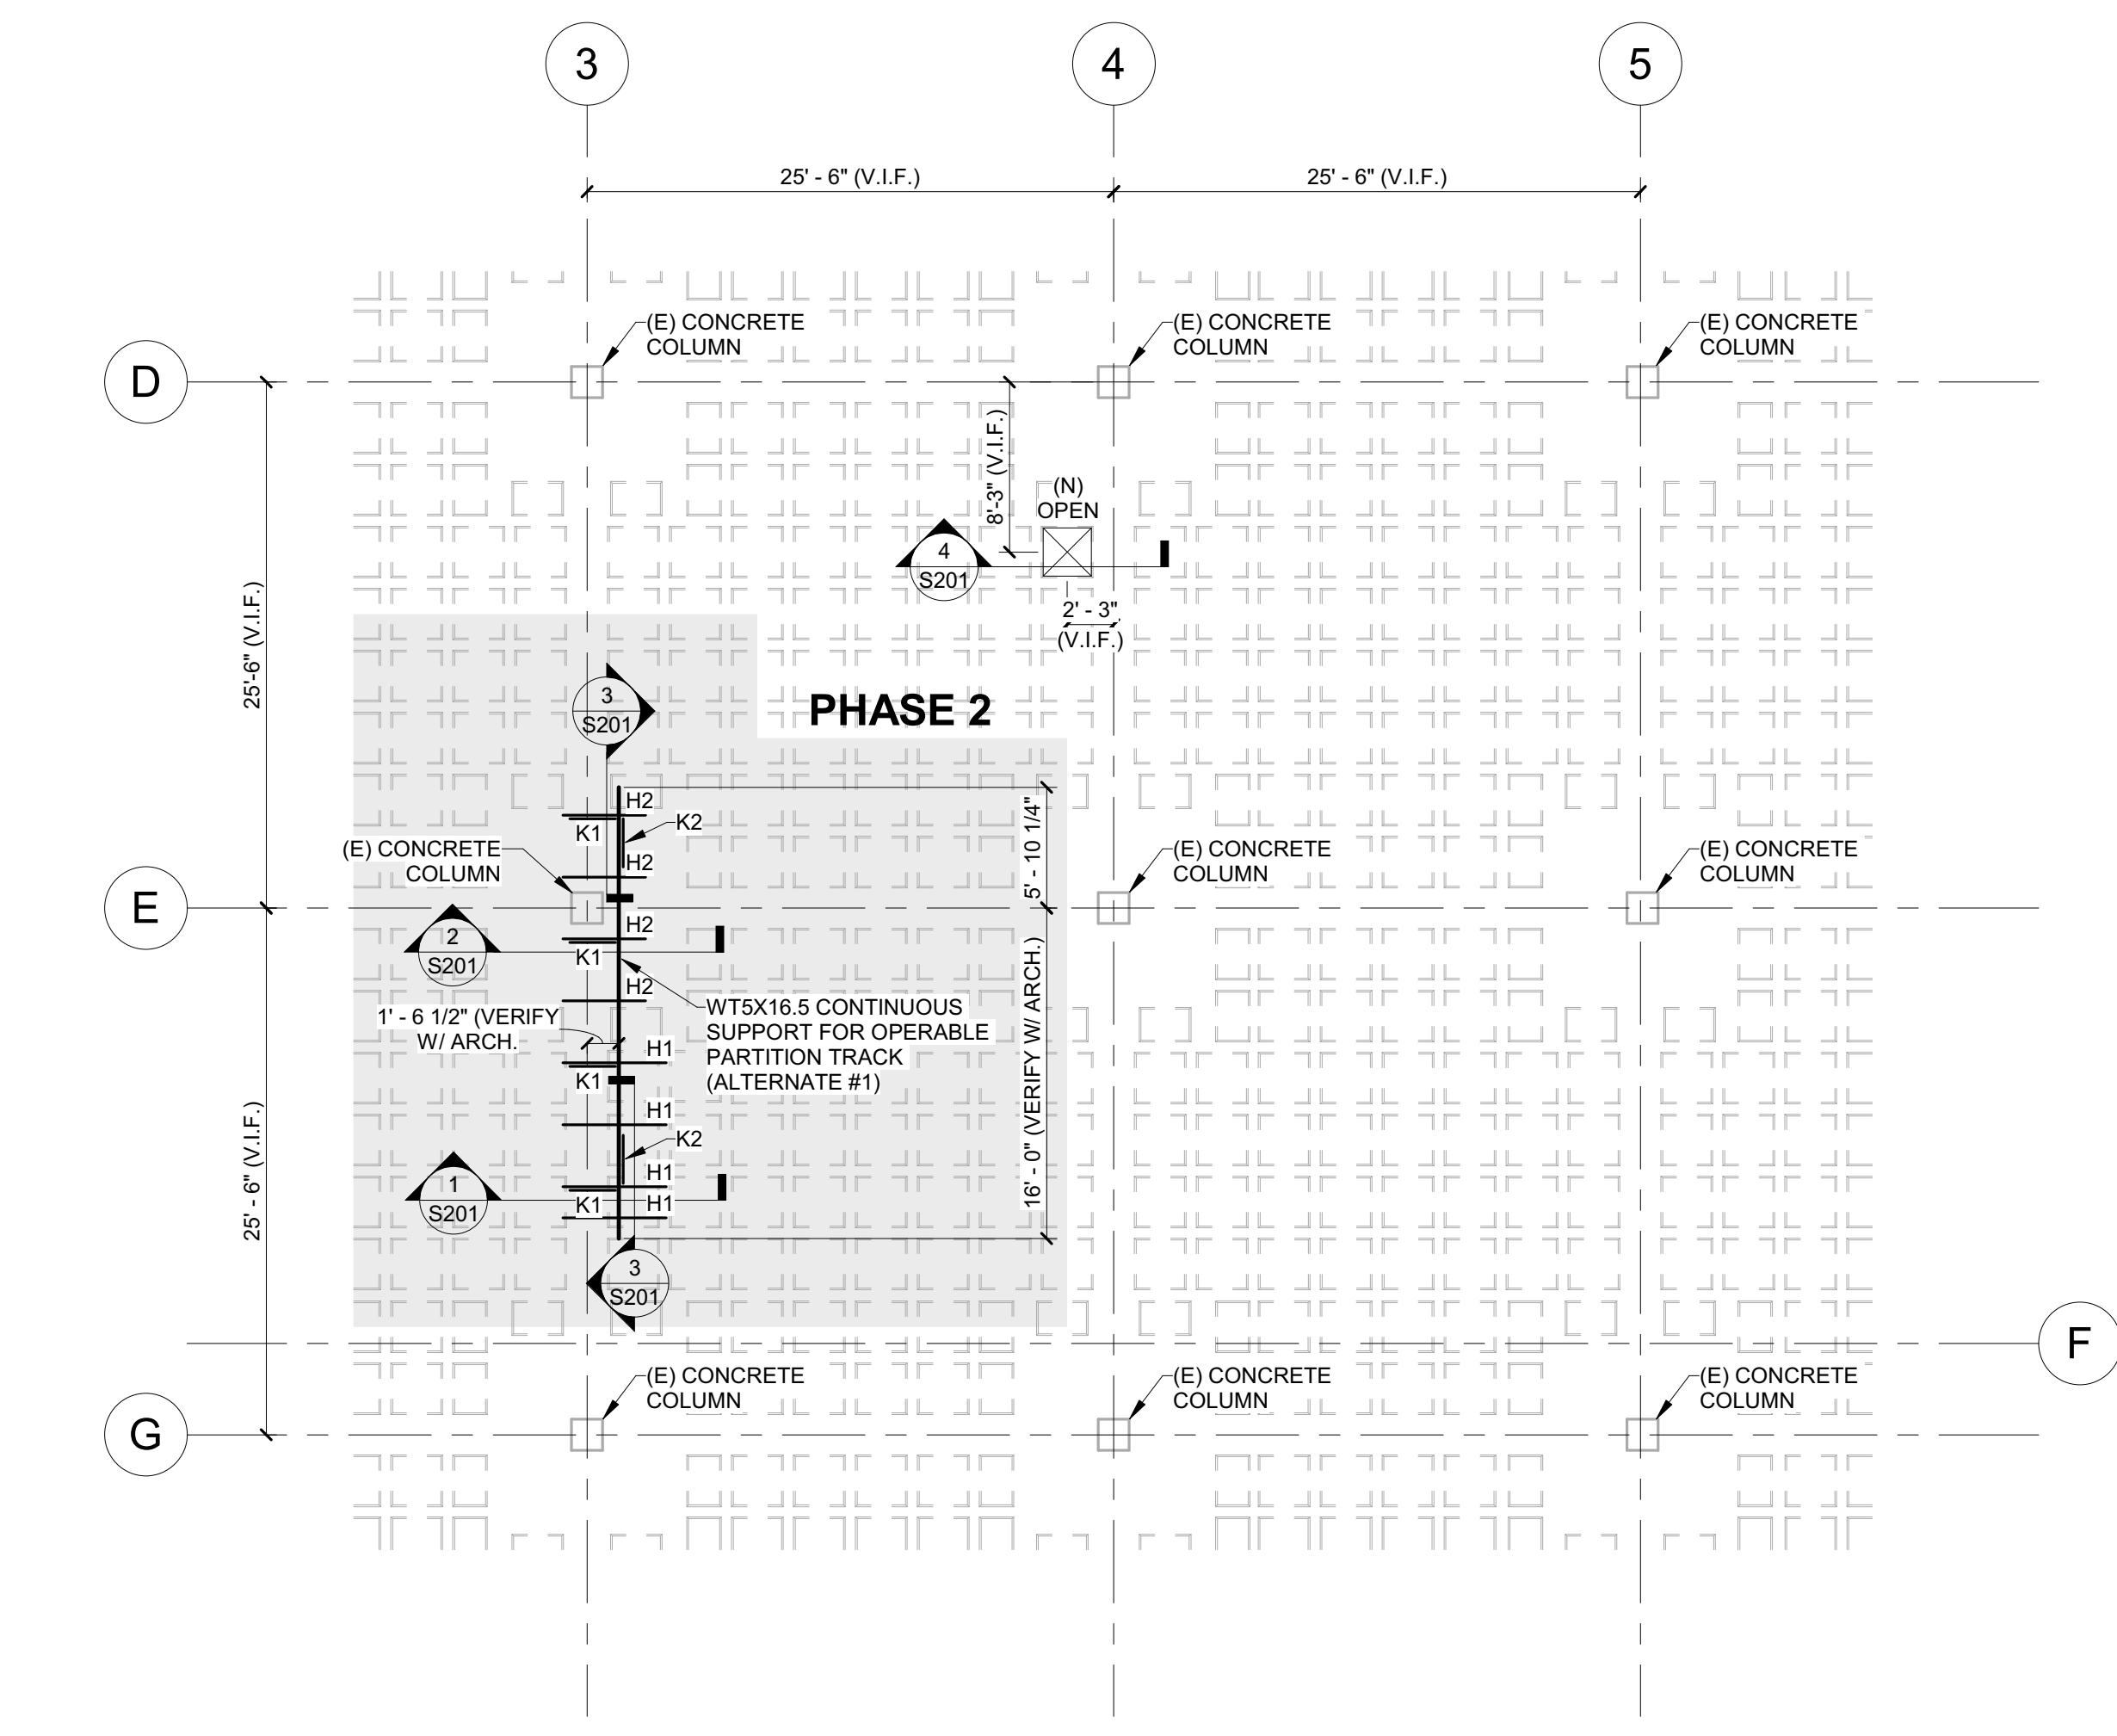 3
4
5
25' - 6" (V.I.F.)
25' - 6" (V.I.F.)
(E) CONCRETE
COLUMN
(E) CONCRETE
COLUMN
(E) CONCRETE
COLUMN
D
8'-3" (V.I.F.)
(N)
OPEN
4
S201
2' - 3"
(V.I.F.)
25'-6" (V.I.F.)
3
S201
PHASE 2
H2
K1
K2
H2
5' - 10 1/4"
(E) CONCRETE
COLUMN
(E) CONCRETE
COLUMN
(E) CONCRETE
COLUMN
E
H2
2
S201
K1
H2
1' - 6 1/2" (VERIFY
W/ ARCH.
WT5X16.5 CONTINUOUS
SUPPORT FOR OPERABLE
PARTITION TRACK
(ALTERNATE #1)
16' - 0" (VERIFY W/ ARCH.)
H1
K1
H1
K2
25' - 6" (V.I.F.)
1
S201
H1
K1
H1
3
S201
F
(E) CONCRETE
COLUMN
(E) CONCRETE
COLUMN
(E) CONCRETE
COLUMN
G